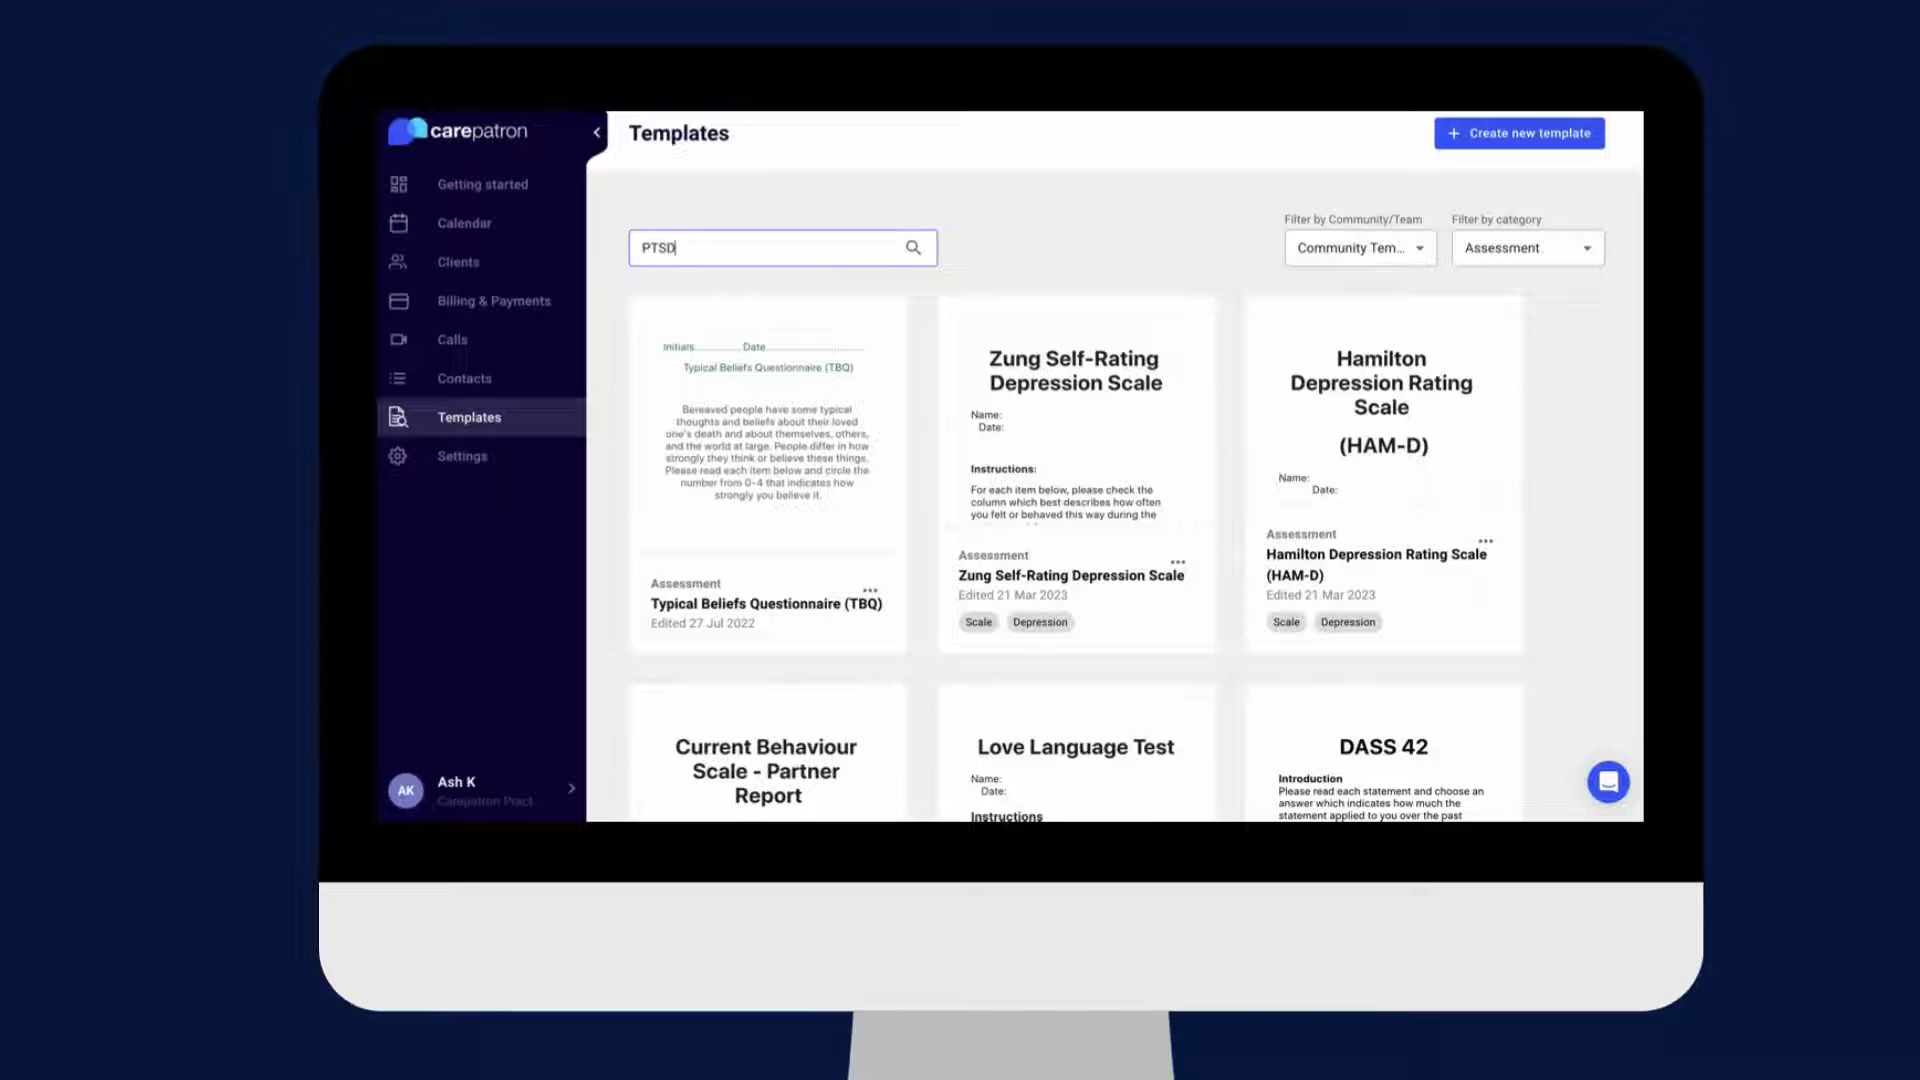 carepatron
Templates
+ Create new template
Getting started
Calendar
Clients
Billing & Payments
Calls
Contacts
Templates
Settings
AK
Ash K
Carepatron Pract...
PTSD
Filter by Community/Team
Community Tem...
Filter by category
Assessment
Initials Date
Typical Beliefs Questionnaire (TBQ)
Bereaved people have some typical
thoughts and beliefs about their loved
one's death and about themselves, others,
and the world at large. People differ in how
strongly they think or believe these things.
Please read each item below and circle the
number from 0-4 that indicates how
strongly you believe it.
Assessment
Typical Beliefs Questionnaire (TBQ)
Edited 27 Jul 2022
Zung Self-Rating
Depression Scale
Name:
Date:
Instructions:
For each item below, please check the
column which best describes how often
you felt or behaved this way during the
Assessment
Zung Self-Rating Depression Scale
Edited 21 Mar 2023
Scale Depression
Hamilton
Depression Rating
Scale
(HAM-D)
Name:
Date:
Assessment
Hamilton Depression Rating Scale
(HAM-D)
Edited 21 Mar 2023
Scale Depression
Current Behaviour
Scale - Partner
Report
Love Language Test
Name:
Date:
Instructions
DASS 42
Introduction
Please read each statement and choose an
answer which indicates how much the
statement applied to you over the past